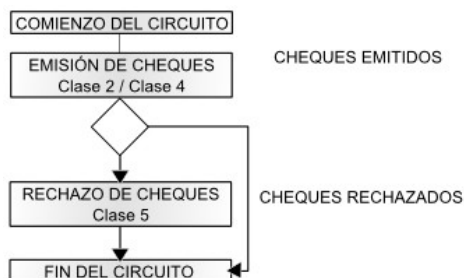 COMIENZO DEL CIRCUITO
EMISIÓN DE CHEQUES
Clase 2 / Clase 4
CHEQUES EMITIDOS
RECHAZO DE CHEQUES
Clase 5
CHEQUES RECHAZADOS
FIN DEL CIRCUITO